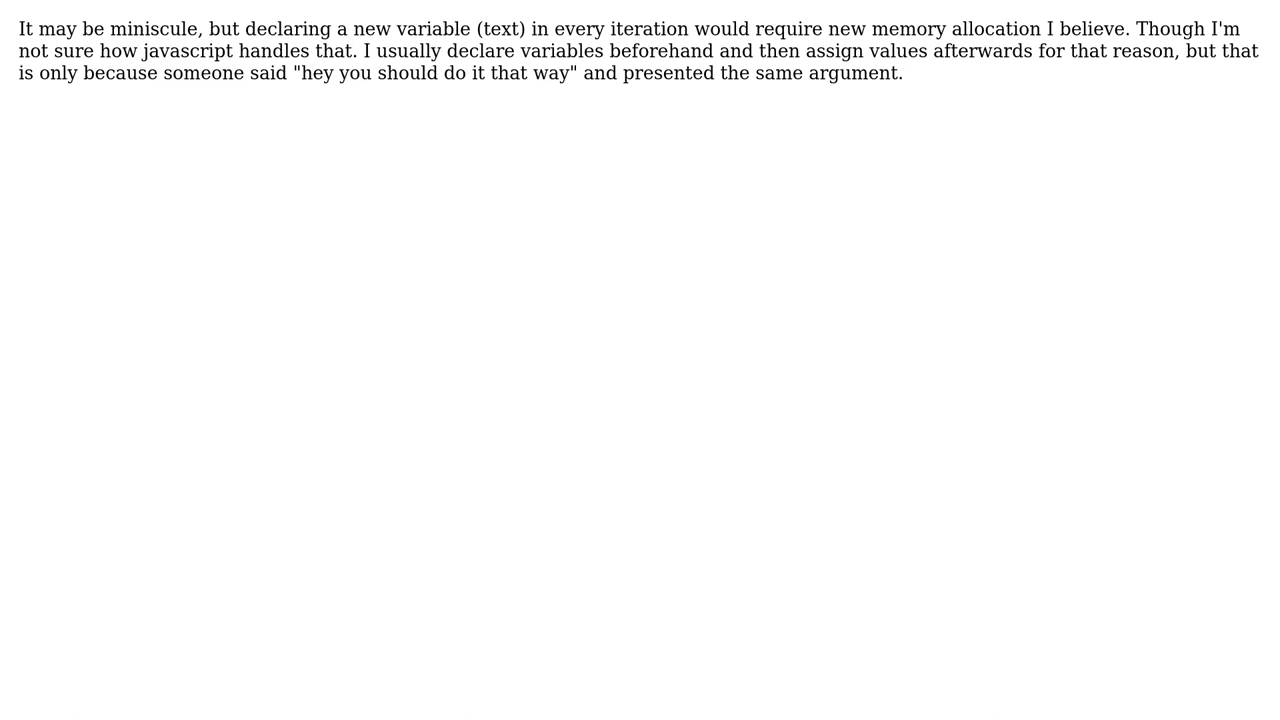 It may be miniscule, but declaring a new variable (text) in every iteration would require new memory allocation I believe. Though I'm
not sure how javascript handles that. I usually declare variables beforehand and then assign values afterwards for that reason, but that
is only because someone said "hey you should do it that way" and presented the same argument.